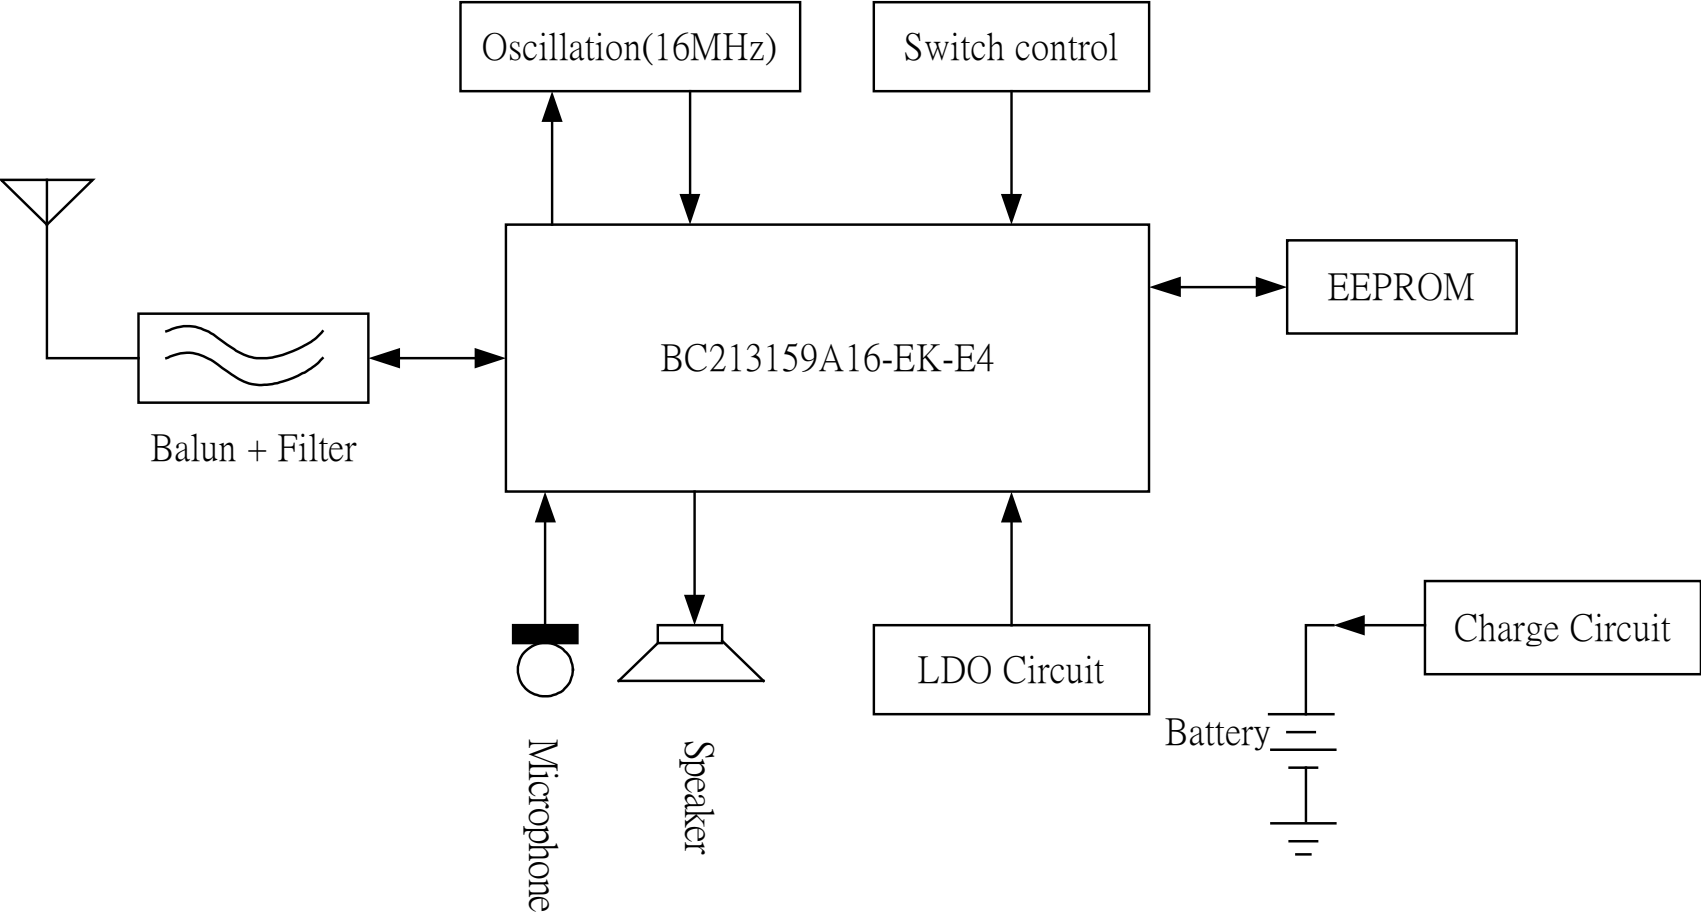 Oscillation(16MHz)
Switch control
EEPROM
BC213159A16-EK-E4
Balun + Filter
Charge Circuit
LDO Circuit
Battery
Microphone
Speaker